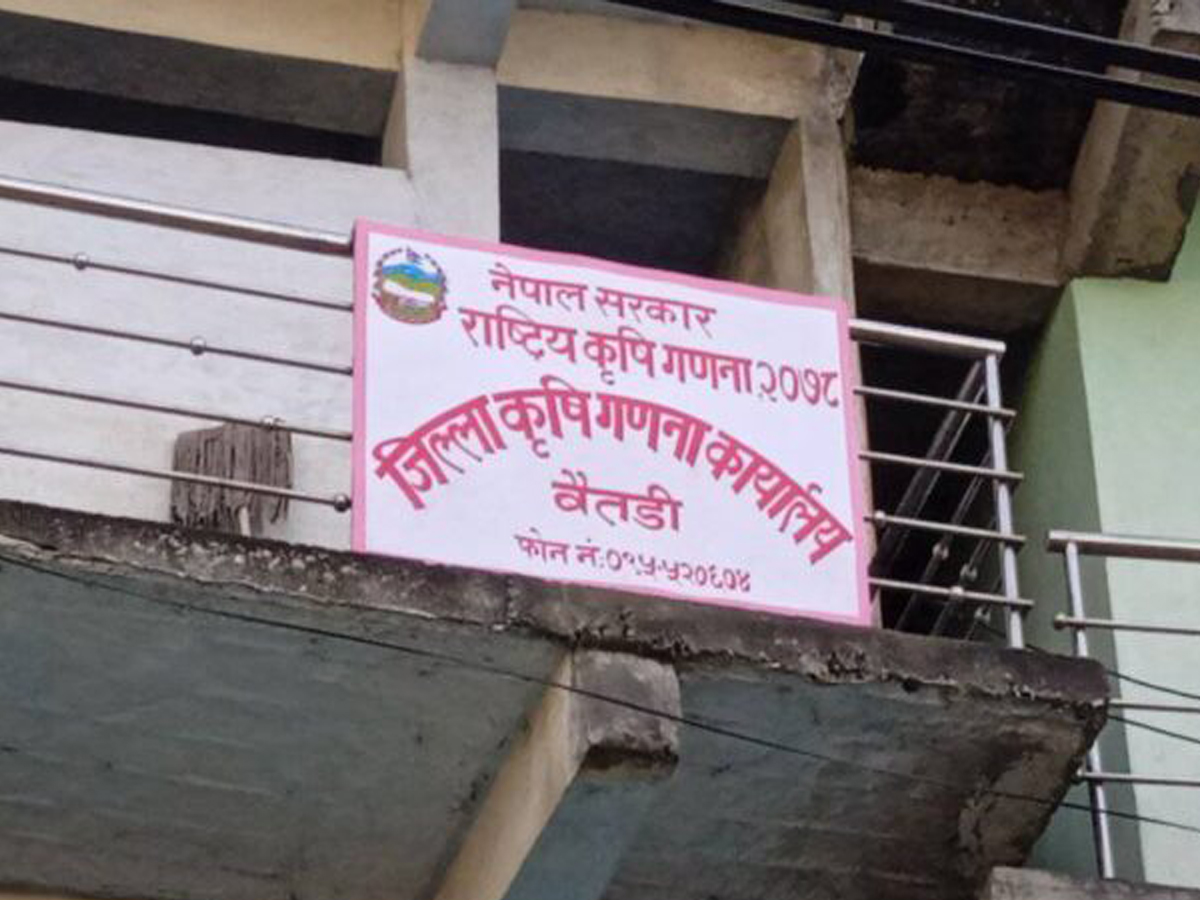 नेपाल सरकार
राष्ट्रिय कृषि गणना २०७८
जिल्ला कृषि गणना कार्यालय
बैतडी
फोन नं.:०९५-५२०६०४